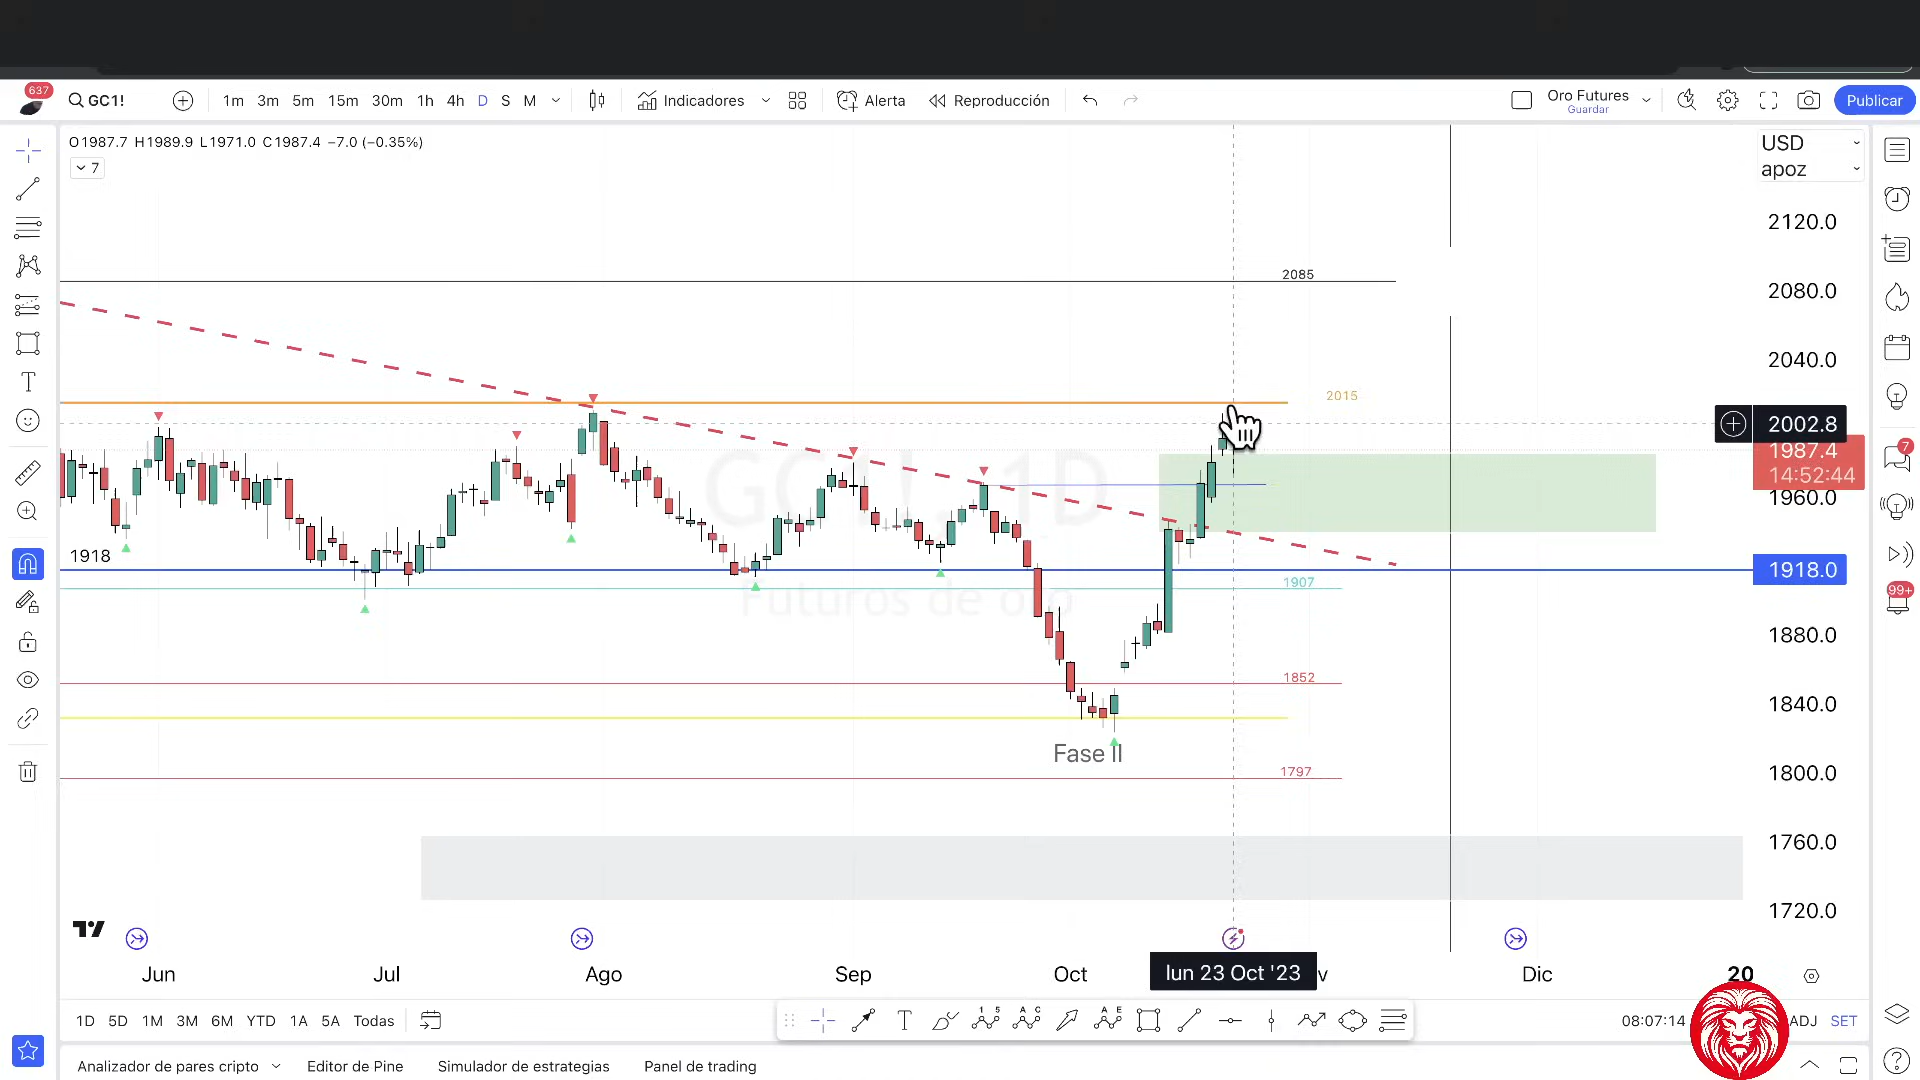 637
GC1!
1m 3m 5m 15m 30m 1h 4h D S M
Indicadores
Alerta
Reproducción
Oro Futures
Guardar
Publicar
O1987.7 H1989.9 L1971.0 C1987.4 −7.0 (−0.35%)
7
USD
apoz
2120.0
2085
2080.0
2040.0
2015
2002.8
1987.4
14:52:44
1960.0
7
GC1!, 1D
Futuros de oro
1918
1918.0
1907
99+
1880.0
1852
1840.0
Fase II
1797
1800.0
1760.0
1720.0
Jun Jul Ago Sep Oct lun 23 Oct '23 v Dic 20
1D 5D 1M 3M 6M YTD 1A 5A Todas
T
08:07:14
ADJ SET
Analizador de pares cripto
Editor de Pine
Simulador de estrategias
Panel de trading